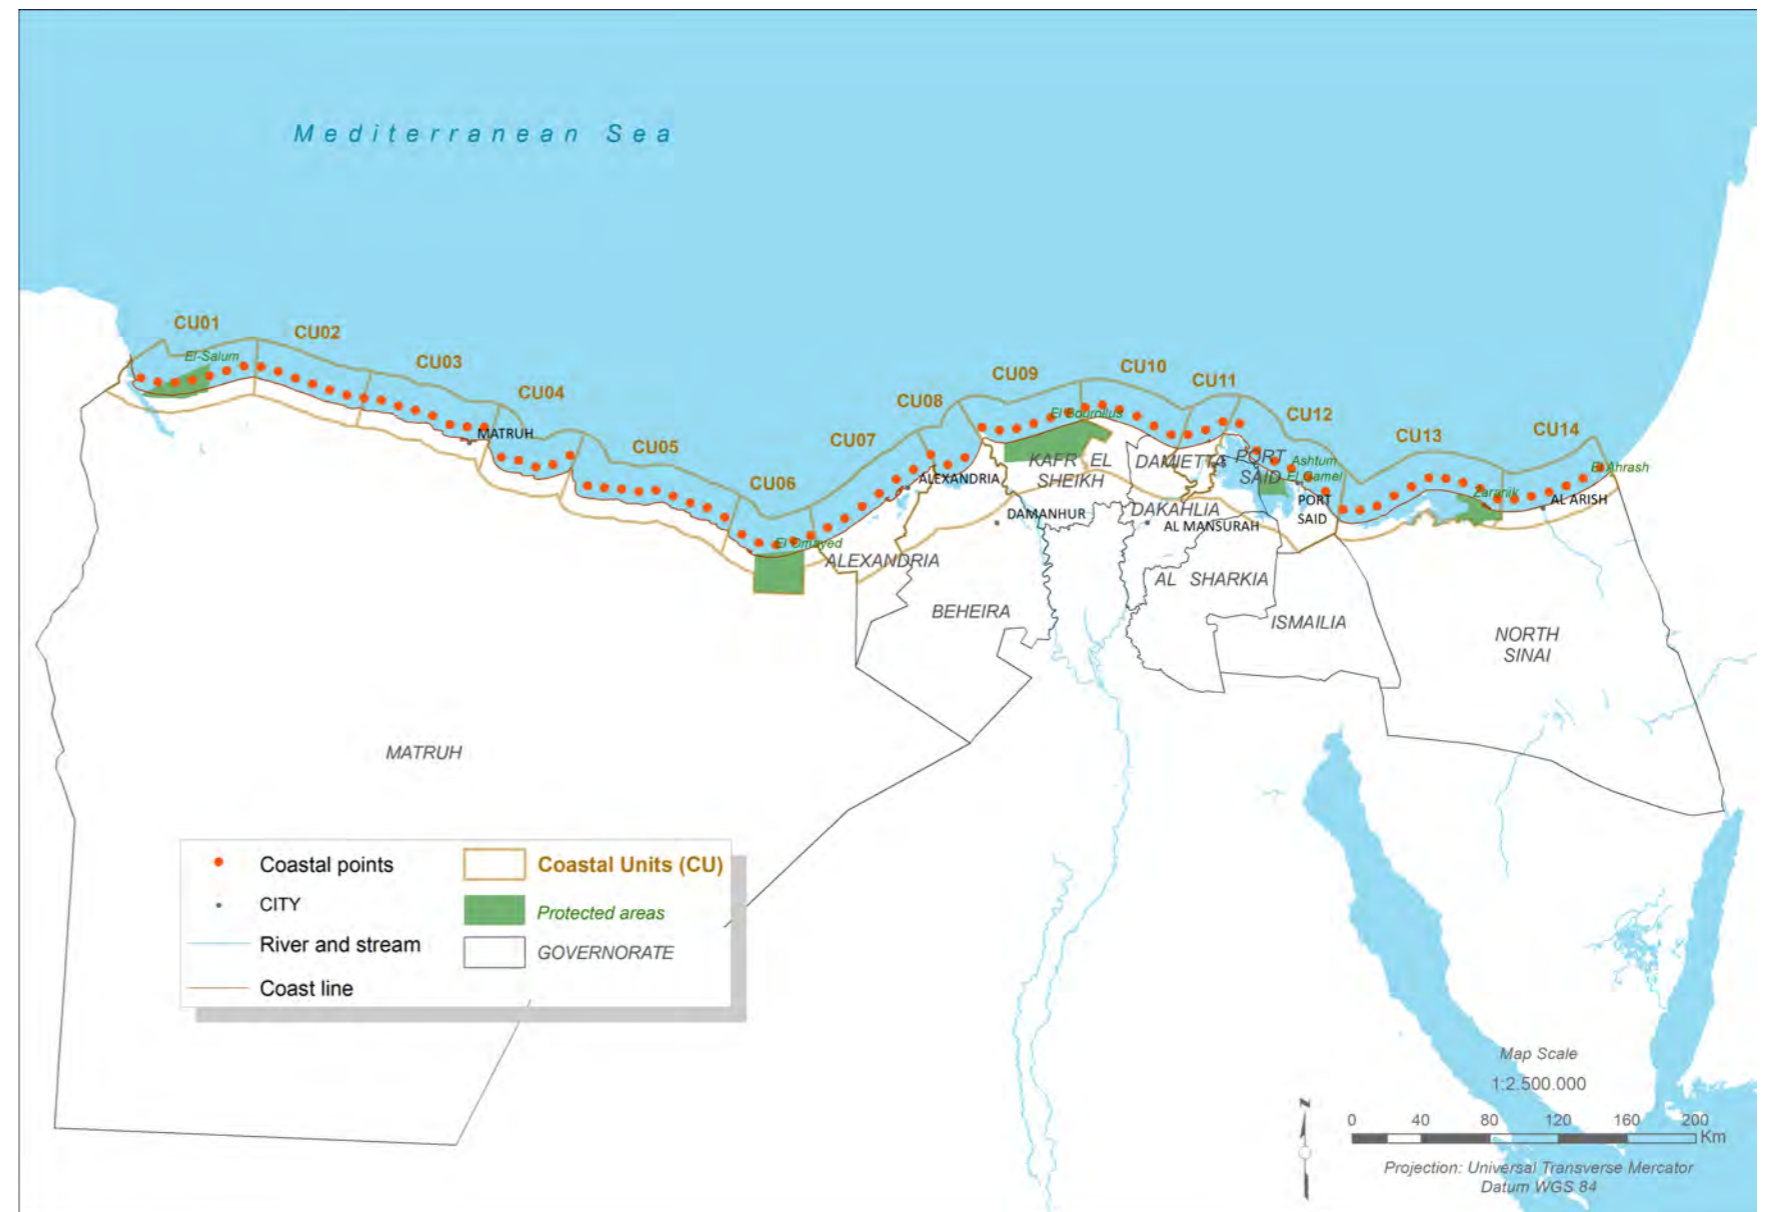 Mediterranean Sea
CU01
CU02
CU03
CU04
CU05
CU06
CU07
CU08
CU09
CU10
CU11
CU12
CU13
CU14
El-Salum
MATRUH
El Omayed
ALEXANDRIA
ALEXANDRIA
El Bourollus
KAFR EL
SHEIKH
DAMIETTA
PORT
SAID
Ashtum
El Gamel
PORT
SAID
Zaranik
El Ahrash
AL ARISH
DAMANHUR
DAKAHLIA
AL MANSURAH
AL SHARKIA
BEHEIRA
ISMAILIA
NORTH
SINAI
MATRUH
Coastal points
CITY
River and stream
Coast line
Coastal Units (CU)
Protected areas
GOVERNORATE
Map Scale
1:2.500.000
N
0 40 80 120 160 200
Km
Projection: Universal Transverse Mercator
Datum WGS 84